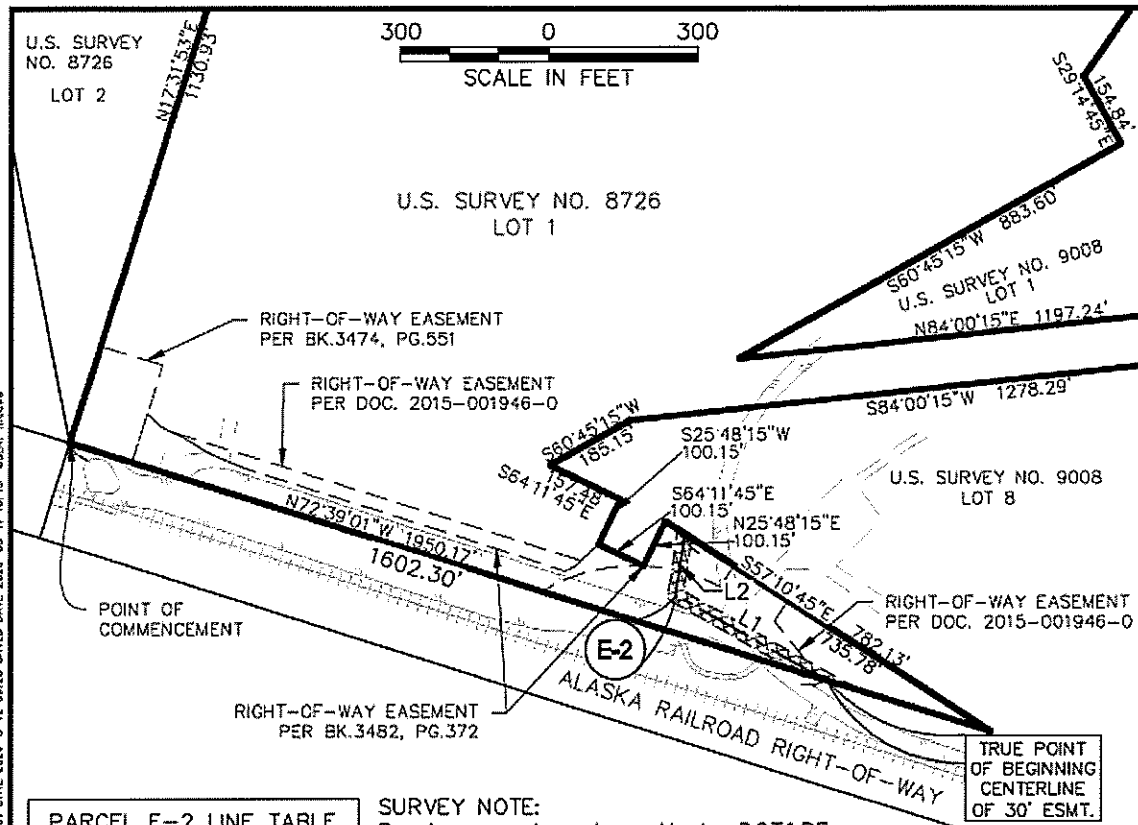 U.S. SURVEY
NO. 8726
LOT 2
N17°31'53"E
1130.93'
300 0 300
SCALE IN FEET
S29°14'45"E
154.84'
U.S. SURVEY NO. 8726
LOT 1
S60°45'15"W 883.60'
U.S. SURVEY NO. 9008
LOT 1
N84°00'15"E 1197.24'
RIGHT-OF-WAY EASEMENT
PER BK.3474, PG.551
RIGHT-OF-WAY EASEMENT
PER DOC. 2015-001946-0
S84°00'15"W 1278.29'
S60°45'15"W
185.15'
S25°48'15"W
100.15'
157.48'
S64°11'45"E
S64°11'45"E
100.15'
U.S. SURVEY NO. 9008
LOT 8
N25°48'15"E
100.15'
N72°39'01"W 1950.17'
1602.30'
S57°10'45"E 782.13'
735.78'
L2
L1
RIGHT-OF-WAY EASEMENT
PER DOC. 2015-001946-0
POINT OF
COMMENCEMENT
E-2
RIGHT-OF-WAY EASEMENT
PER BK.3482, PG.372
ALASKA RAILROAD RIGHT-OF-WAY
TRUE POINT
OF BEGINNING
CENTERLINE
OF 30' ESMT.
PARCEL E-2 LINE TABLE
SURVEY NOTE: